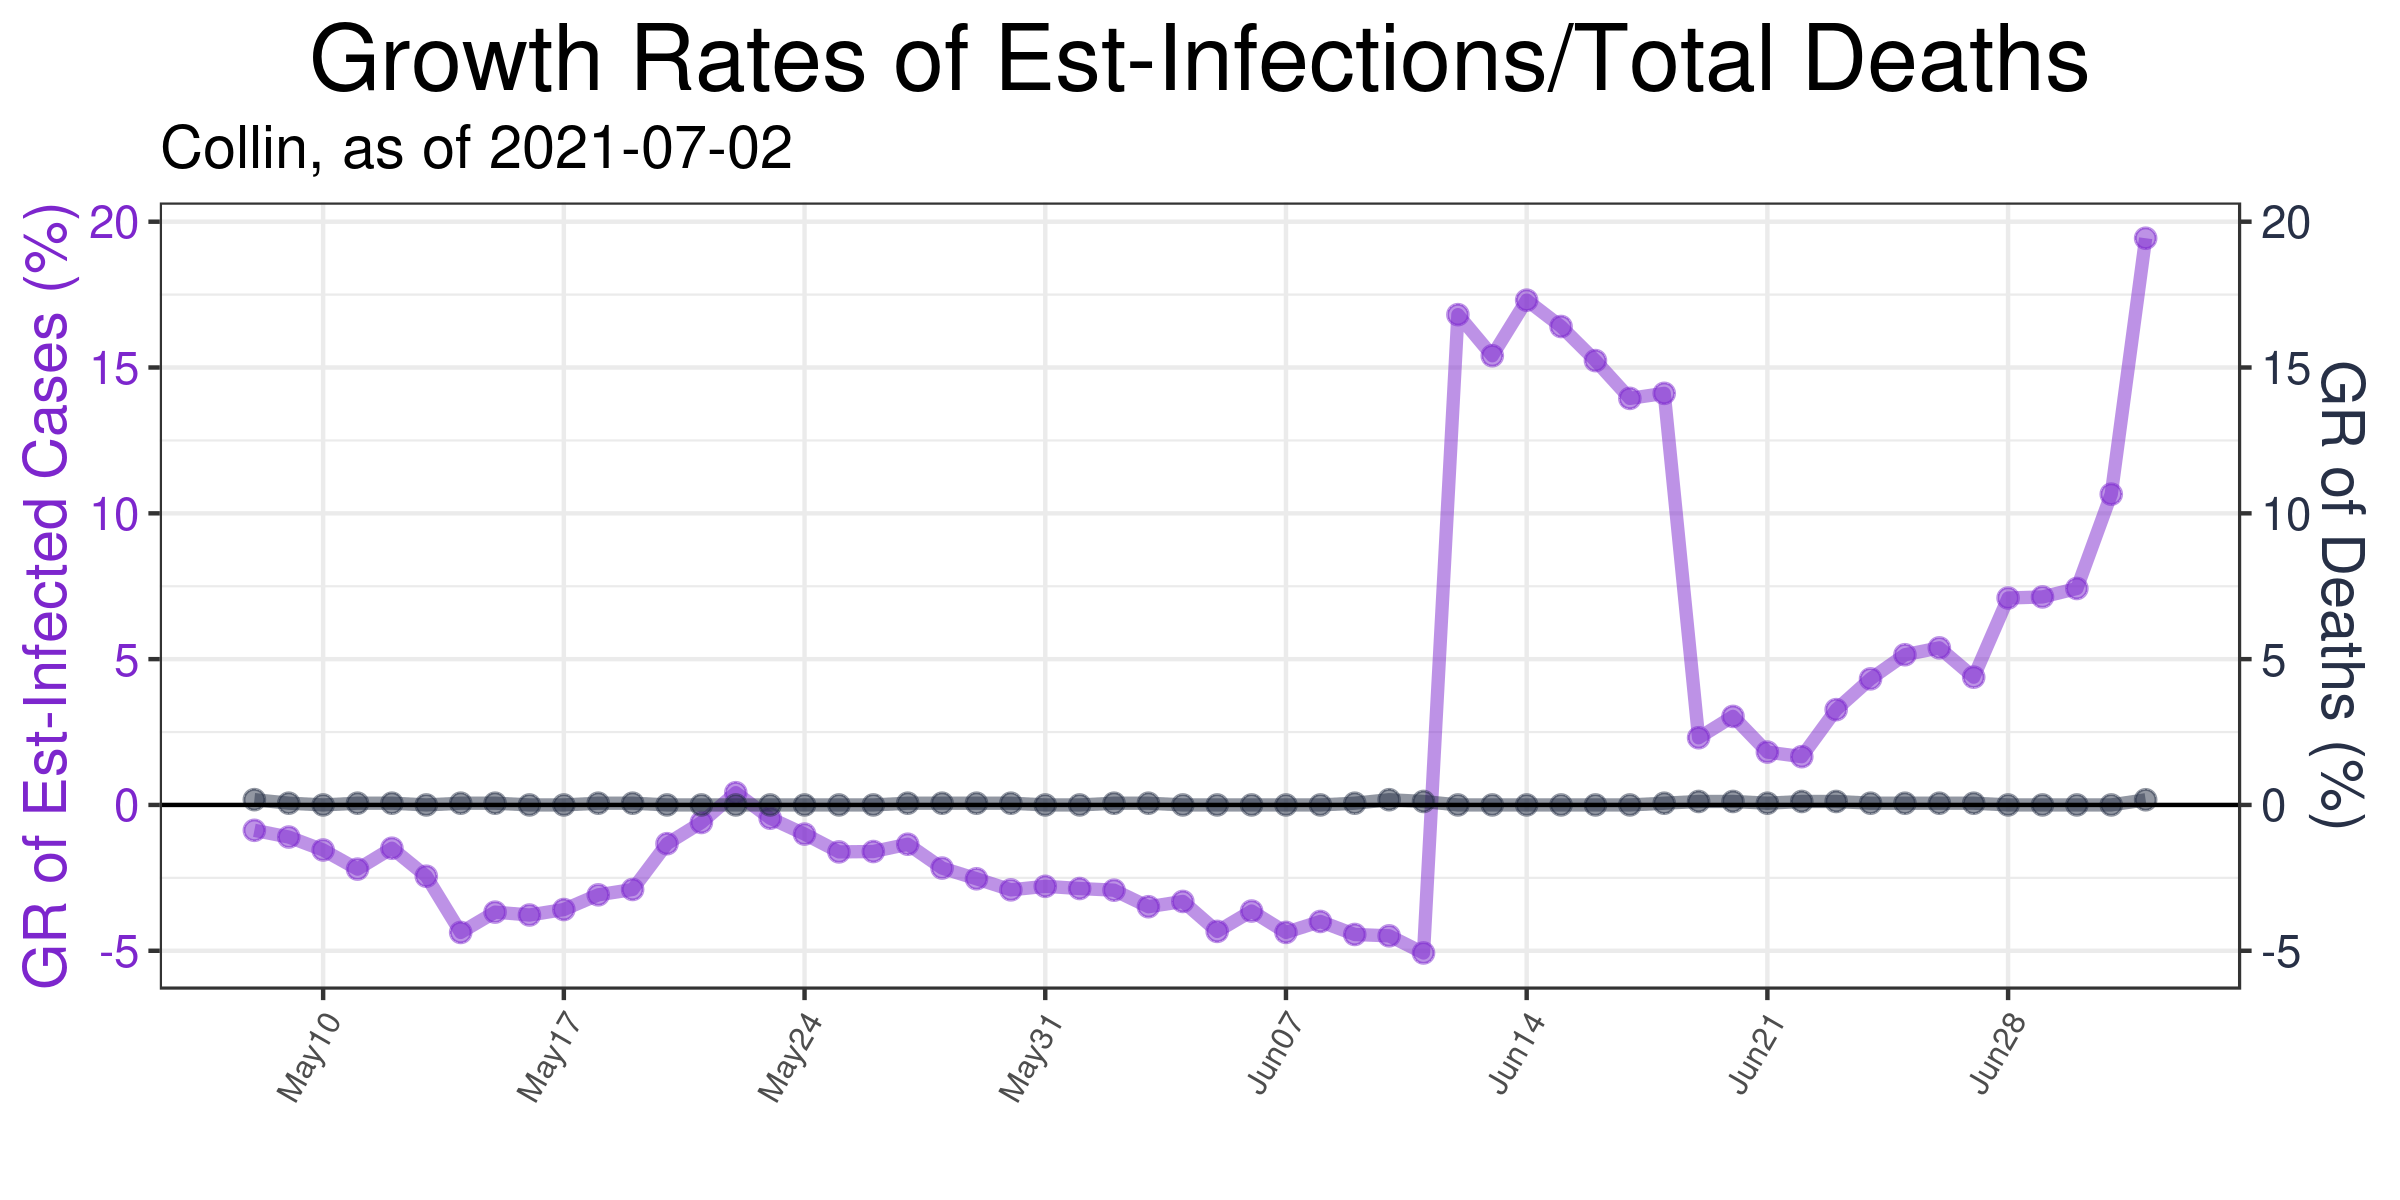 Growth Rates of Est-Infections/Total Deaths
Collin, as of 2021-07-02
GR of Est-Infected Cases (%)
20
15
10
5
0
-5
20
15
10
5
0
-5
GR of Deaths (%)
May10
May17
May24
May31
Jun07
Jun14
Jun21
Jun28